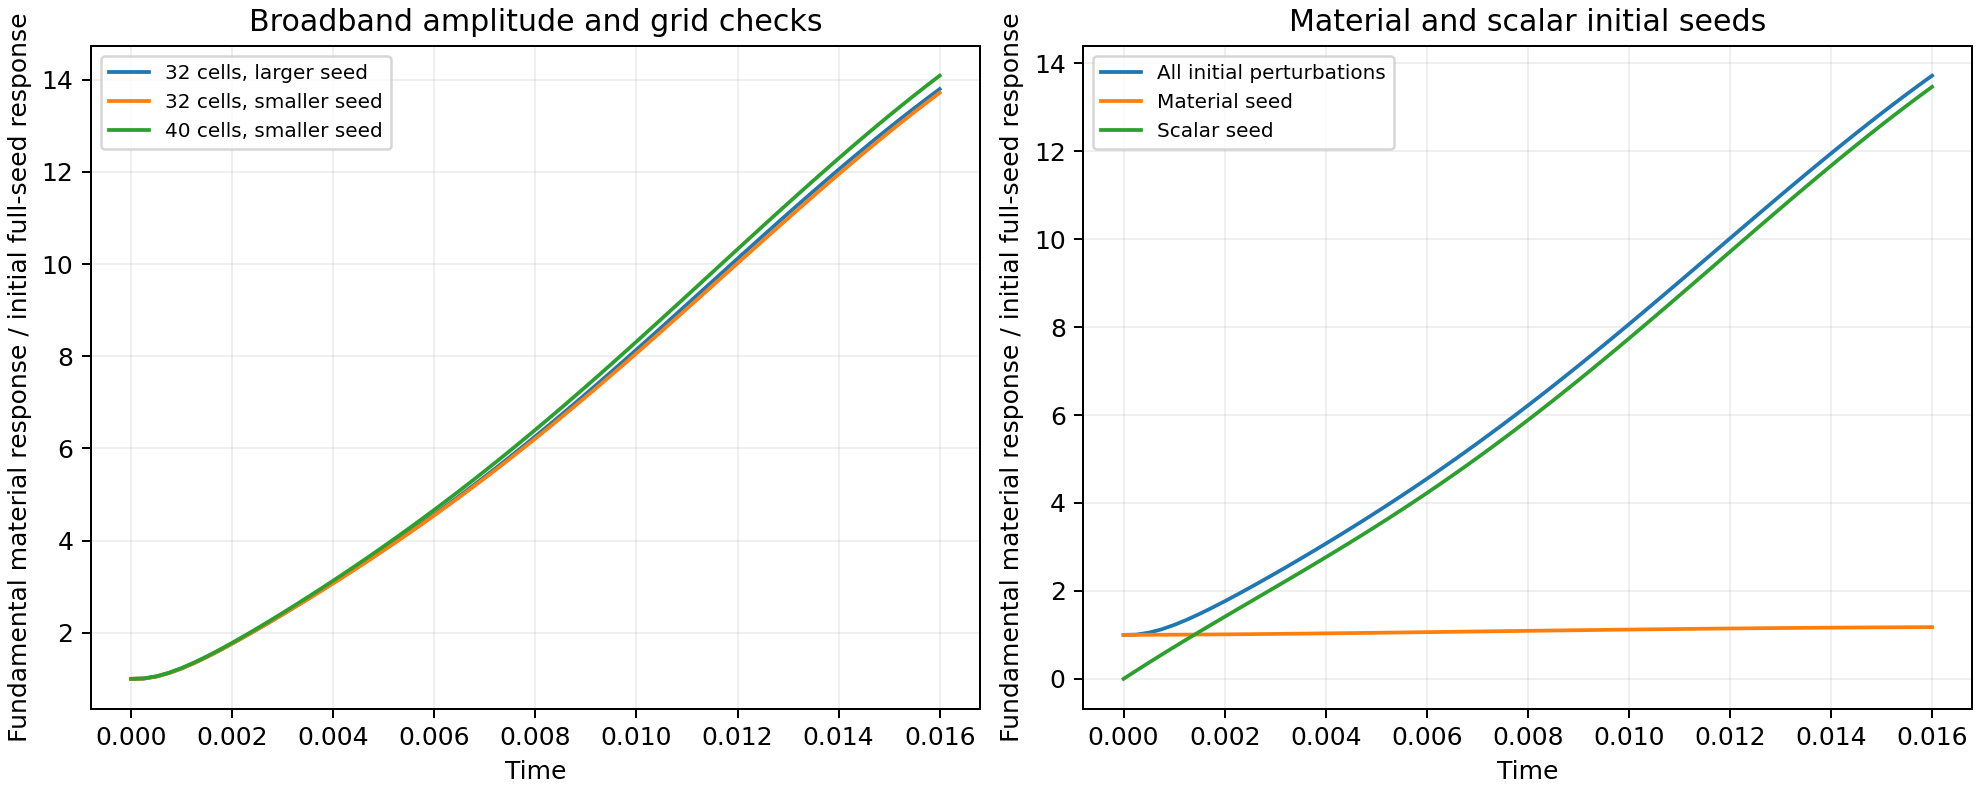 Broadband amplitude and grid checks
Fundamental material response / initial full-seed response
32 cells, larger seed
32 cells, smaller seed
40 cells, smaller seed
14
12
10
8
6
4
2
0.000 0.002 0.004 0.006 0.008 0.010 0.012 0.014 0.016
Time
Material and scalar initial seeds
Fundamental material response / initial full-seed response
All initial perturbations
Material seed
Scalar seed
14
12
10
8
6
4
2
0
0.000 0.002 0.004 0.006 0.008 0.010 0.012 0.014 0.016
Time